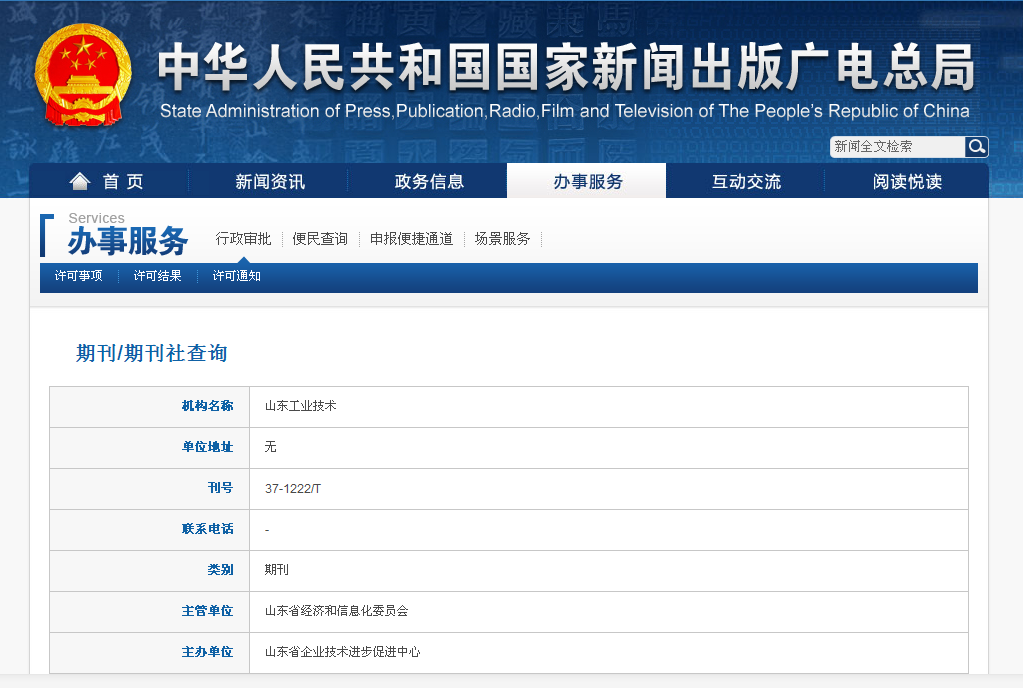 中华人民共和国国家新闻出版广电总局
State Administration of Press,Publication,Radio,Film and Television of The People's Republic of China
新闻全文检索
首 页 新闻资讯 政务信息 办事服务 互动交流 阅读悦读
Services
办事服务 行政审批 便民查询 申报便捷通道 场景服务
许可事项 许可结果 许可通知
期刊/期刊社查询
机构名称 山东工业技术
单位地址 无
刊号 37-1222/T
联系电话 -
类别 期刊
主管单位 山东省经济和信息化委员会
主办单位 山东省企业技术进步促进中心